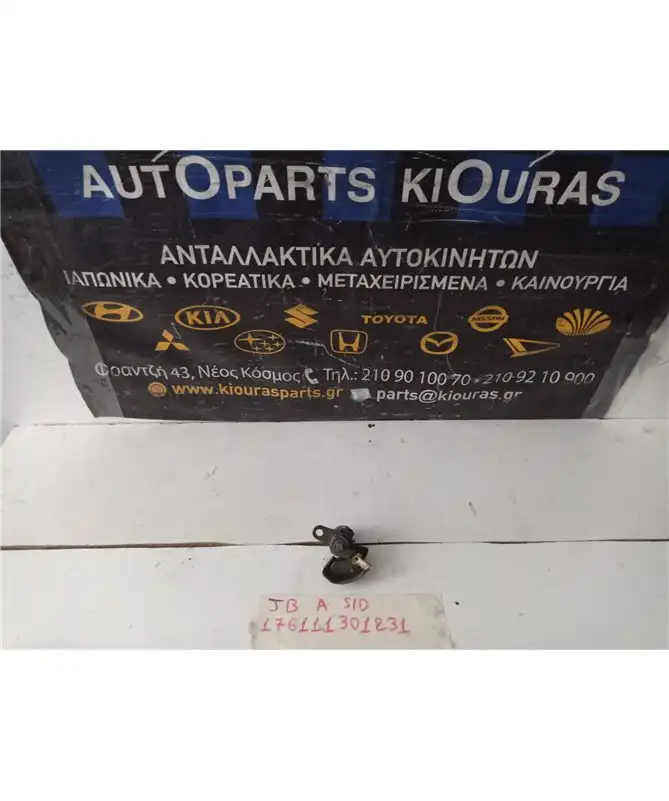 AUTOPARTS KIOURAS
ΑΝΤΑΛΛΑΚΤΙΚΑ ΑΥΤΟΚΙΝΗΤΩΝ
ΙΑΠΩΝΙΚΑ • ΚΟΡΕΑΤΙΚΑ • ΜΕΤΑΧΕΙΡΙΣΜΕΝΑ • ΚΑΙΝΟΥΡΓΙΑ
KIA TOYOTA NISSAN
Φραντζή 43, Νέος Κόσμος Τηλ.: 210 90 100 70 - 210 92 10 900
www.kiourasparts.gr parts@kiouras.gr
JB A SID
176111301231